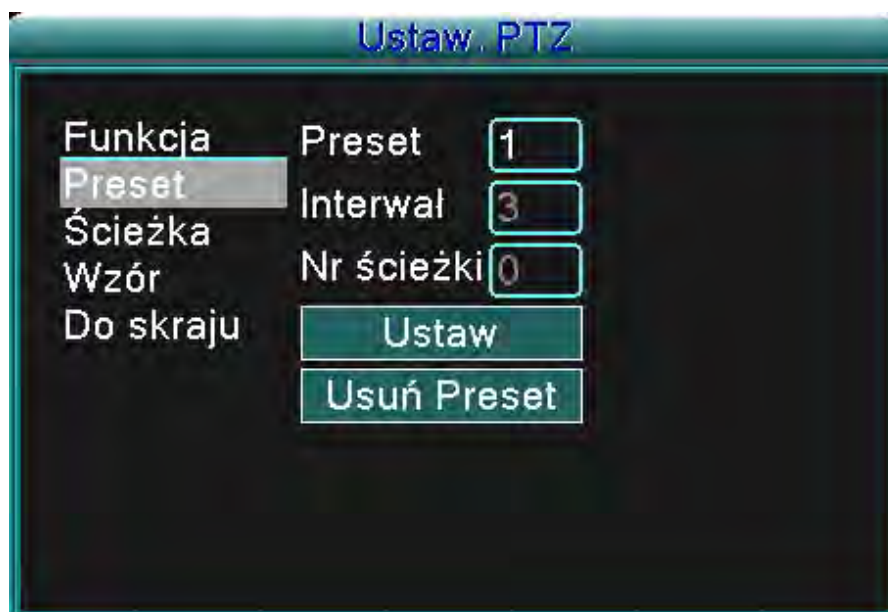 Ustaw. PTZ
Funkcja
Preset
Ścieżka
Wzór
Do skraju
Preset 1
Interwał 3
Nr ścieżki 0
Ustaw
Usuń Preset